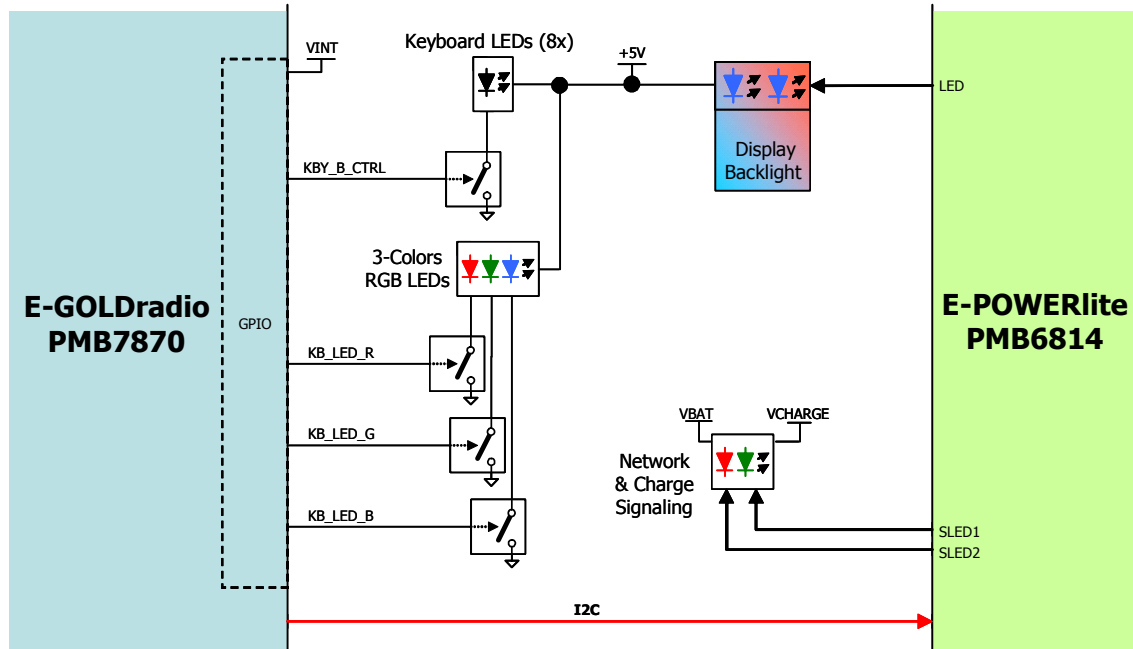 Keyboard LEDs (8x)
VINT
+5V
LED
Display
Backlight
KBY_B_CTRL
3-Colors
RGB LEDs
E-GOLDradio
PMB7870
GPIO
E-POWERlite
PMB6814
KB_LED_R
VBAT
VCHARGE
KB_LED_G
Network
& Charge
Signaling
KB_LED_B
SLED1
SLED2
I2C